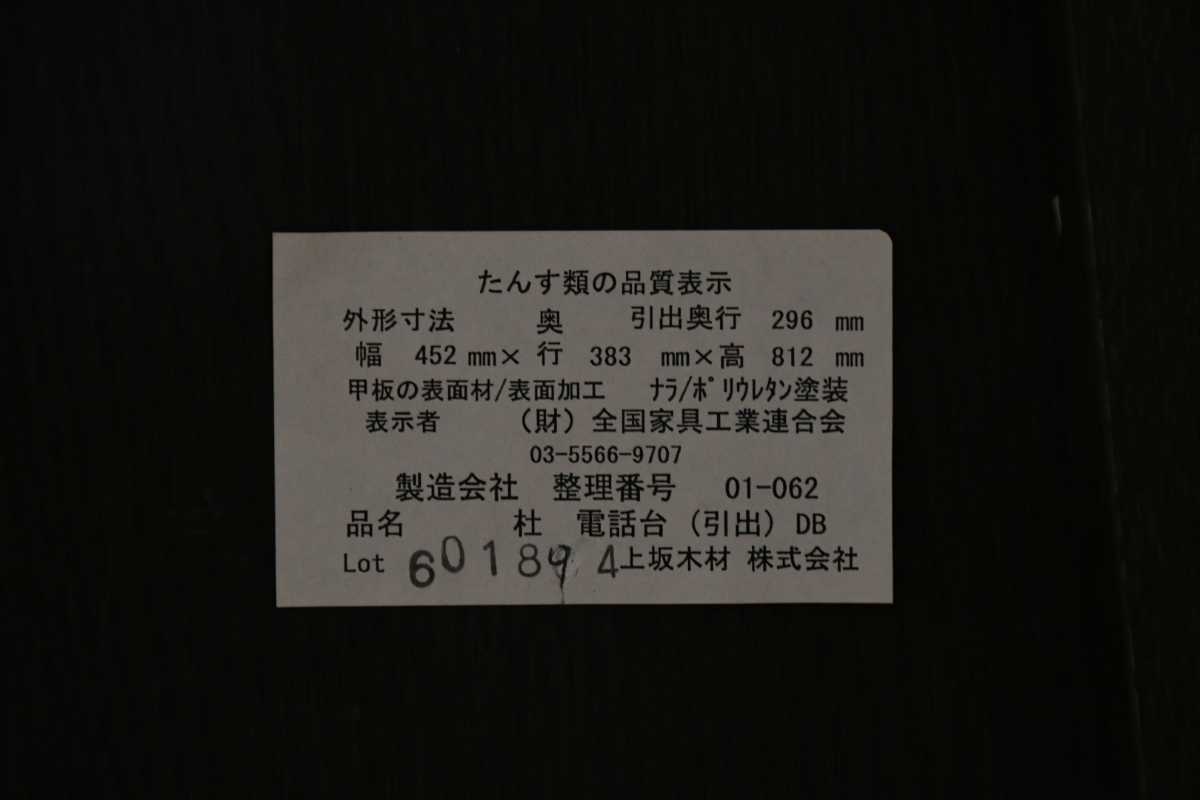 たんす類の品質表示
外形寸法 奥 引出奥行 296 mm
幅 452 mm× 行 383 mm×高 812 mm
甲板の表面材/表面加工 ﾅﾗ/ﾎﾟﾘｳﾚﾀﾝ塗装
表示者 (財) 全国家具工業連合会
03-5566-9707
製造会社 整理番号 01-062
品名 杜 電話台 (引出) DB
Lot 601894 上坂木材 株式会社